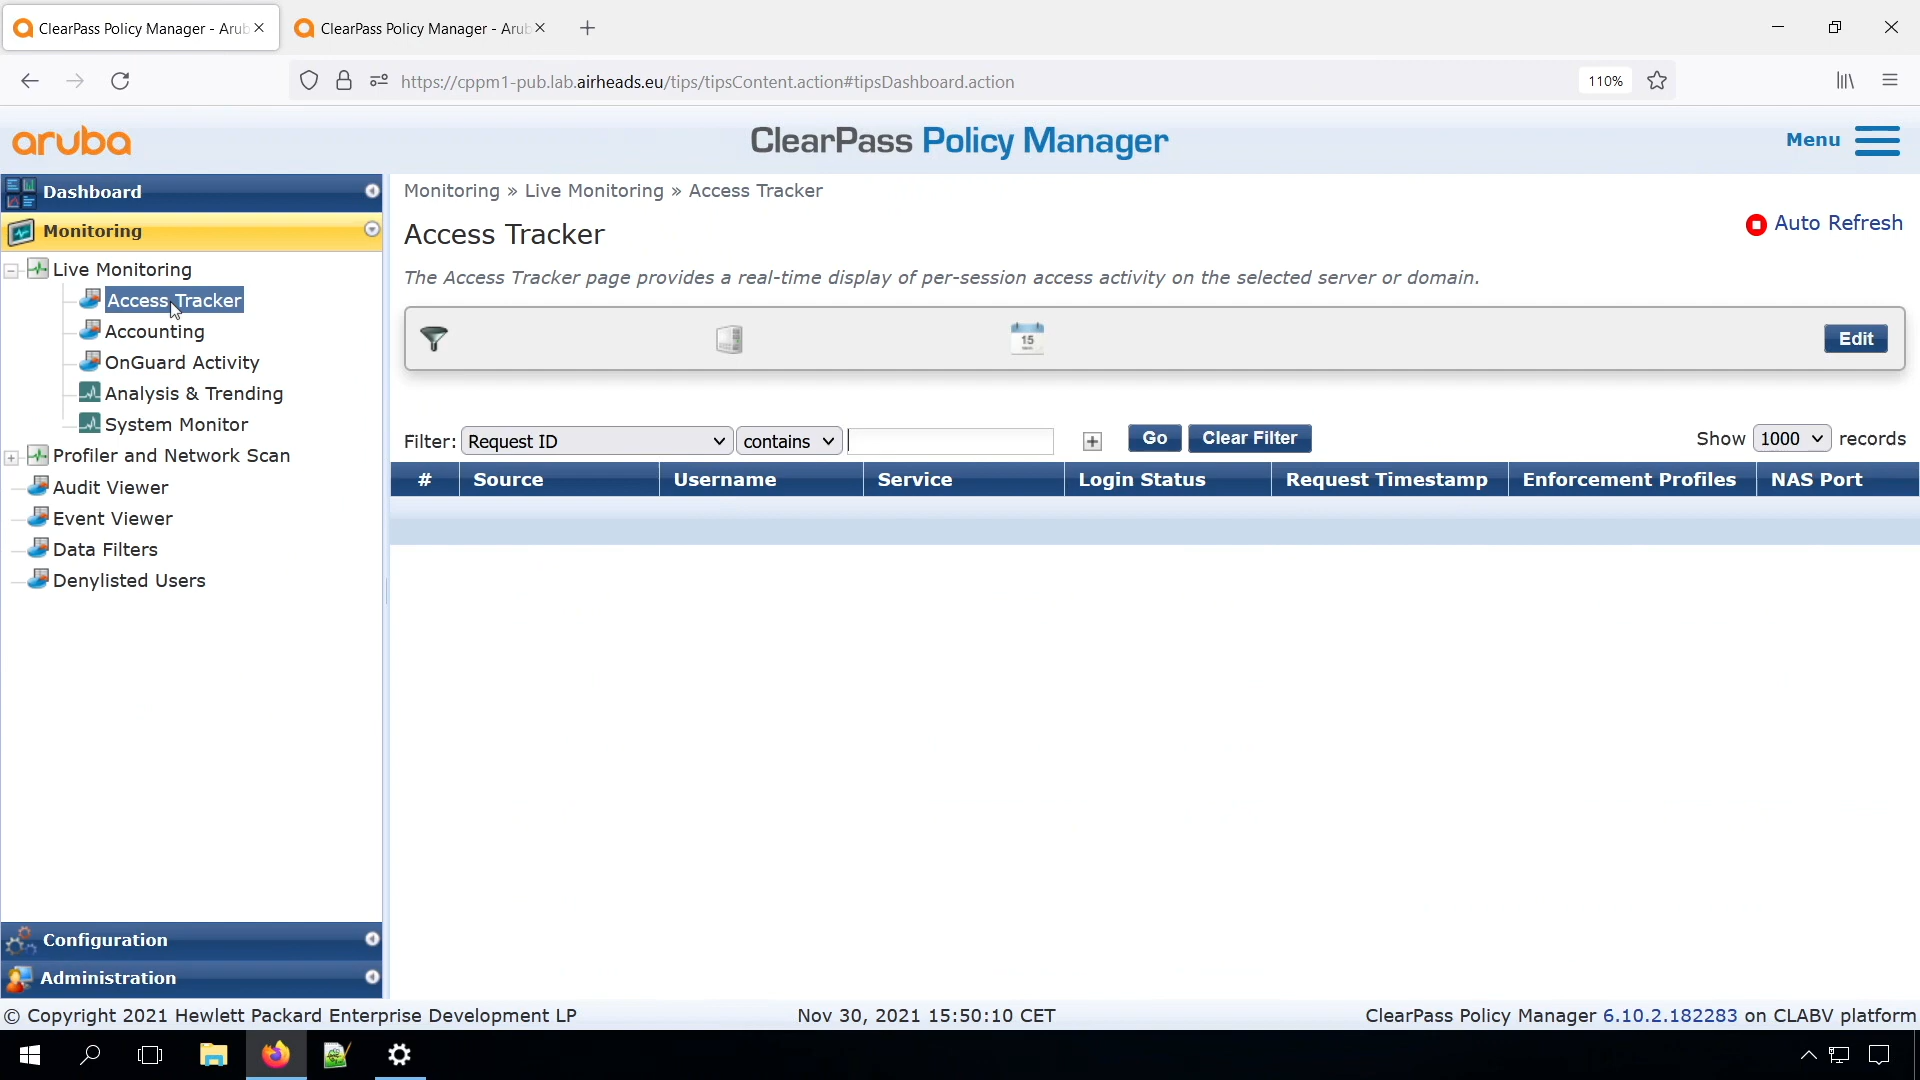 ClearPass Policy Manager - Arub
ClearPass Policy Manager - Arub
https://cppm1-pub.lab.airheads.eu/tips/tipsContent.action#tipsDashboard.action
110%
aruba
ClearPass Policy Manager
Menu
Dashboard
Monitoring
Live Monitoring
Access Tracker
Accounting
OnGuard Activity
Analysis & Trending
System Monitor
Profiler and Network Scan
Audit Viewer
Event Viewer
Data Filters
Denylisted Users
Configuration
Administration
Monitoring » Live Monitoring » Access Tracker
Access Tracker
Auto Refresh
The Access Tracker page provides a real-time display of per-session access activity on the selected server or domain.
15
Edit
Filter: Request ID contains Go Clear Filter Show 1000 records
# Source Username Service Login Status Request Timestamp Enforcement Profiles NAS Port
© Copyright 2021 Hewlett Packard Enterprise Development LP Nov 30, 2021 15:50:10 CET ClearPass Policy Manager 6.10.2.182283 on CLABV platform